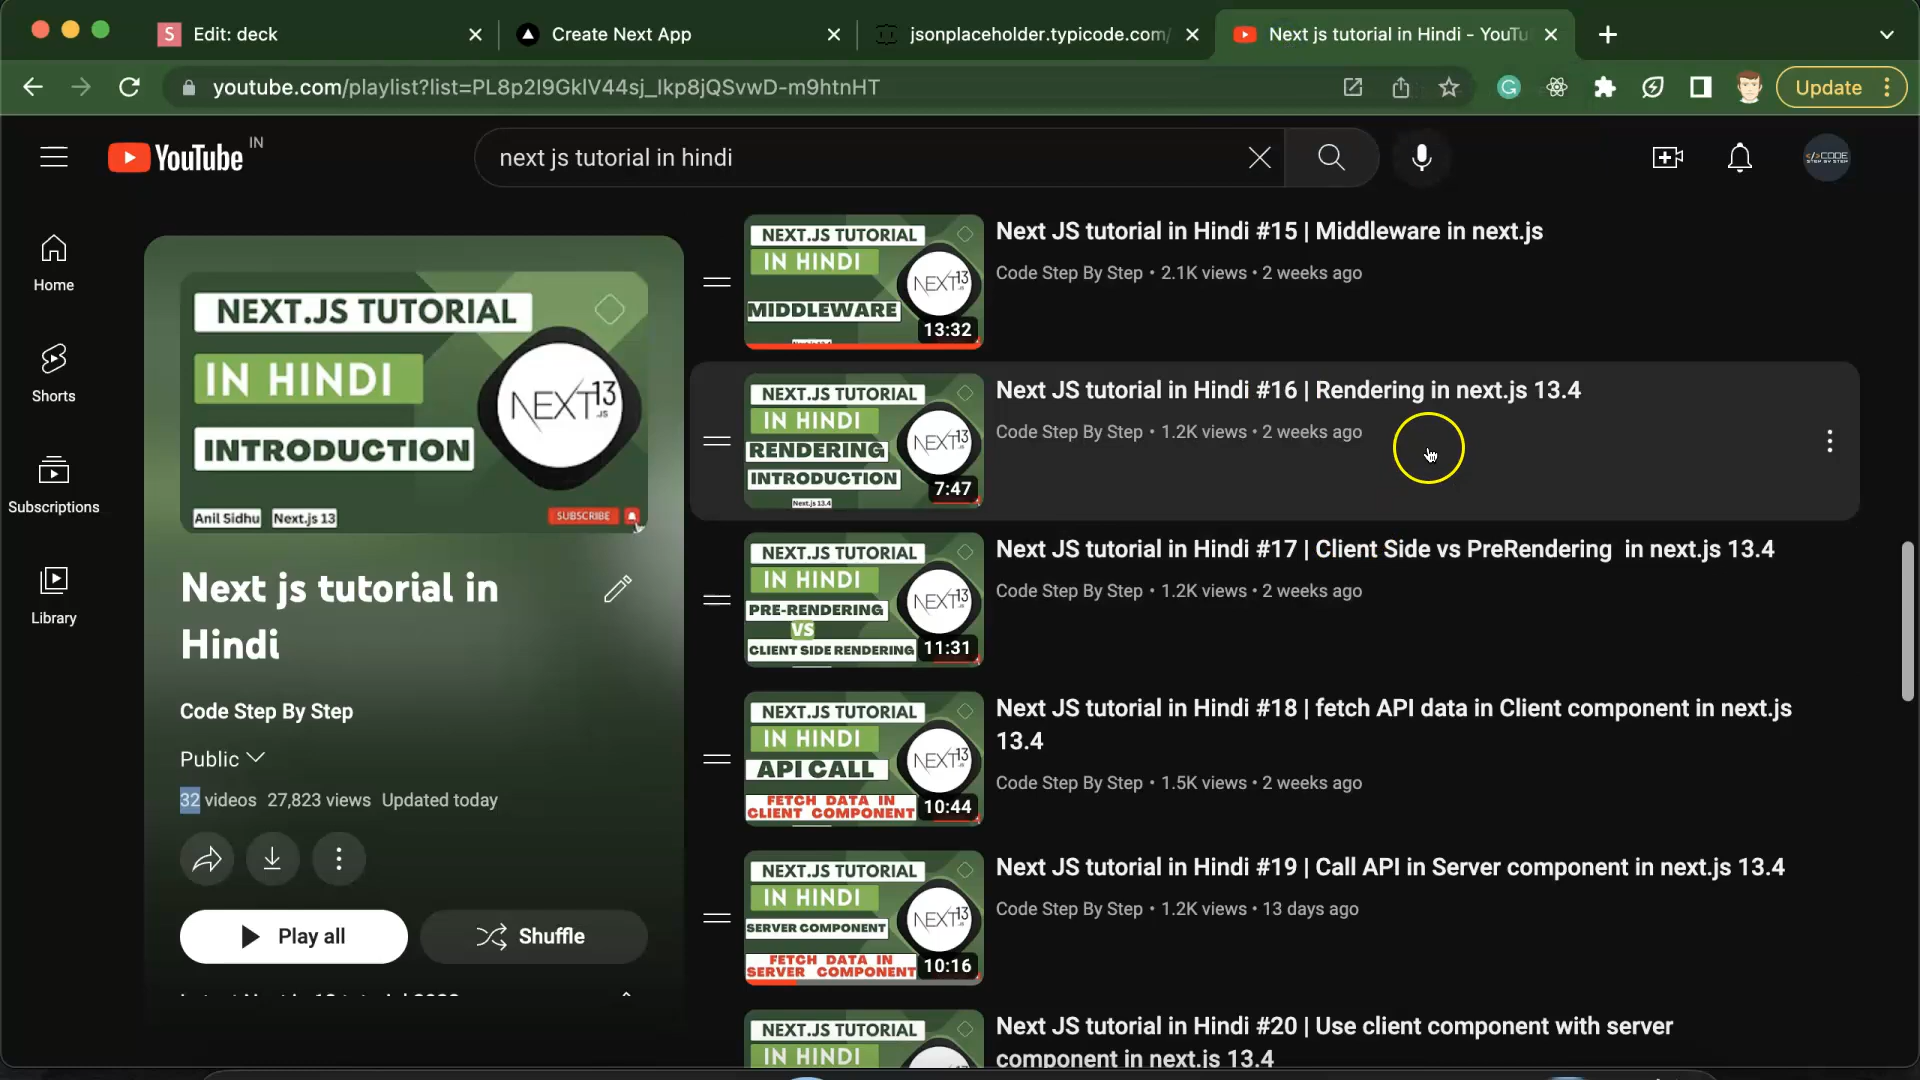 Edit: deck
Create Next App
jsonplaceholder.typicode.com/
Next js tutorial in Hindi - YouTu
youtube.com/playlist?list=PL8p2I9GklV44sj_Ikp8jQSvwD-m9htnHT
Update
YouTube IN
next js tutorial in hindi
Home
Shorts
Subscriptions
Library
NEXT.JS TUTORIAL
IN HINDI
INTRODUCTION
NEXT13
.JS
Anil Sidhu
Next.js 13
SUBSCRIBE
Next js tutorial in
Hindi
Code Step By Step
Public
32 videos 27,823 views Updated today
Play all
Shuffle
NEXT.JS TUTORIAL
IN HINDI
MIDDLEWARE
NEXT13
13:32
Next JS tutorial in Hindi #15 | Middleware in next.js
Code Step By Step • 2.1K views • 2 weeks ago
NEXT.JS TUTORIAL
IN HINDI
RENDERING
INTRODUCTION
Next.js 13.4
NEXT13
7:47
Next JS tutorial in Hindi #16 | Rendering in next.js 13.4
Code Step By Step • 1.2K views • 2 weeks ago
NEXT.JS TUTORIAL
IN HINDI
PRE-RENDERING
VS
CLIENT SIDE RENDERING
NEXT13
11:31
Next JS tutorial in Hindi #17 | Client Side vs PreRendering in next.js 13.4
Code Step By Step • 1.2K views • 2 weeks ago
NEXT.JS TUTORIAL
IN HINDI
API CALL
FETCH DATA IN
CLIENT COMPONENT
NEXT13
10:44
Next JS tutorial in Hindi #18 | fetch API data in Client component in next.js
13.4
Code Step By Step • 1.5K views • 2 weeks ago
NEXT.JS TUTORIAL
IN HINDI
SERVER COMPONENT
FETCH DATA IN
SERVER COMPONENT
NEXT13
10:16
Next JS tutorial in Hindi #19 | Call API in Server component in next.js 13.4
Code Step By Step • 1.2K views • 13 days ago
NEXT.JS TUTORIAL
IN HINDI
Next JS tutorial in Hindi #20 | Use client component with server
component in next.js 13.4